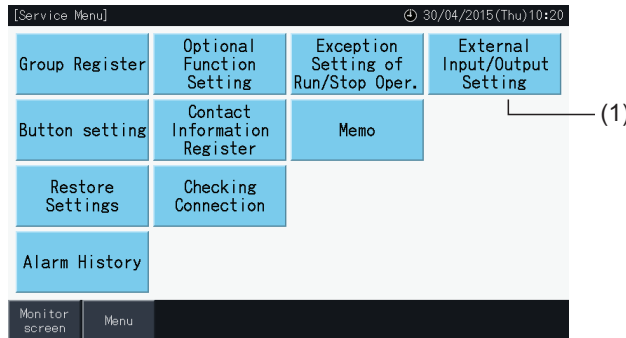 [Service Menu] 30/04/2015(Thu)10:20
Group Register
Optional
Function
Setting
Exception
Setting of
Run/Stop Oper.
External
Input/Output
Setting
(1)
Button setting
Contact
Information
Register
Memo
Restore
Settings
Checking
Connection
Alarm History
Monitor
screen
Menu